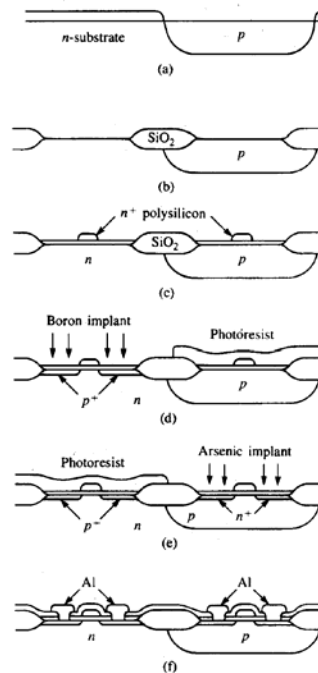 n-substrate p
(a)
SiO2
p
(b)
n+ polysilicon
SiO2
n p
(c)
Boron implant
Photoresist
p+ n p
(d)
Photoresist
Arsenic implant
p+ n p n+
(e)
Al Al
n p
(f)